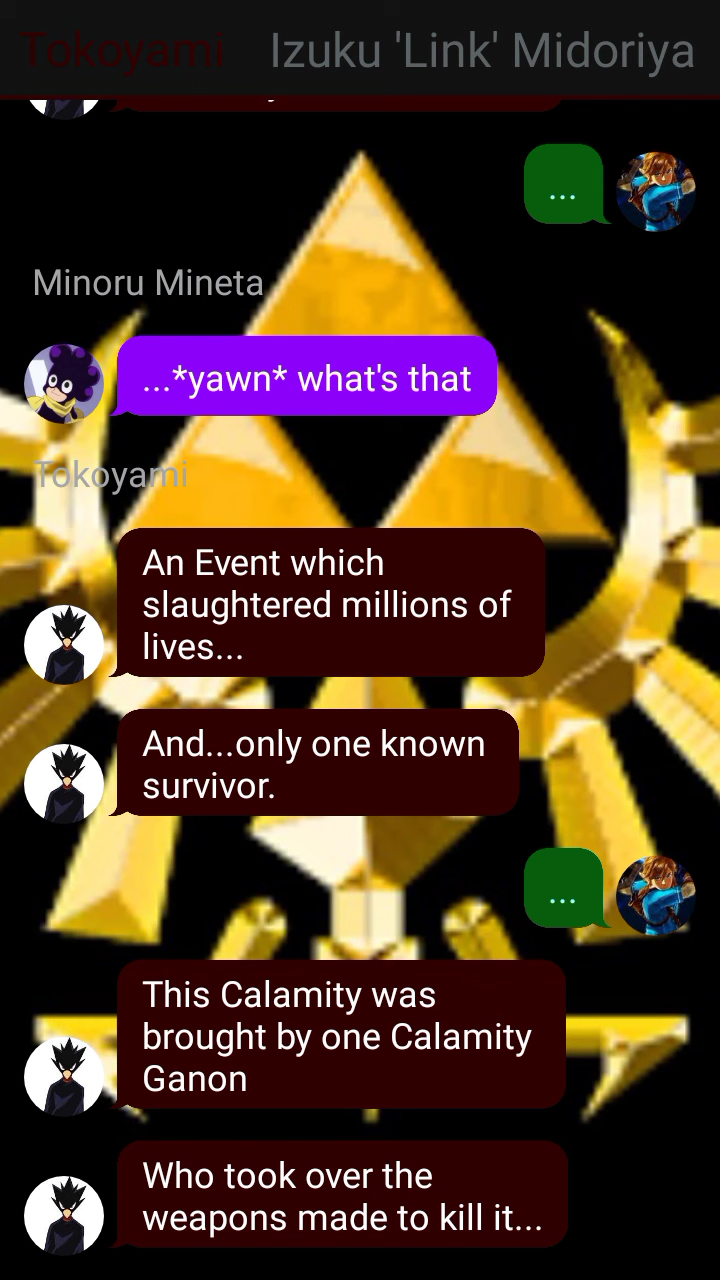 Tokoyami Izuku 'Link' Midoriya
...
Minoru Mineta
...*yawn* what's that
Tokoyami
An Event which
slaughtered millions of
lives...
And...only one known
survivor.
...
This Calamity was
brought by one Calamity
Ganon
Who took over the
weapons made to kill it...